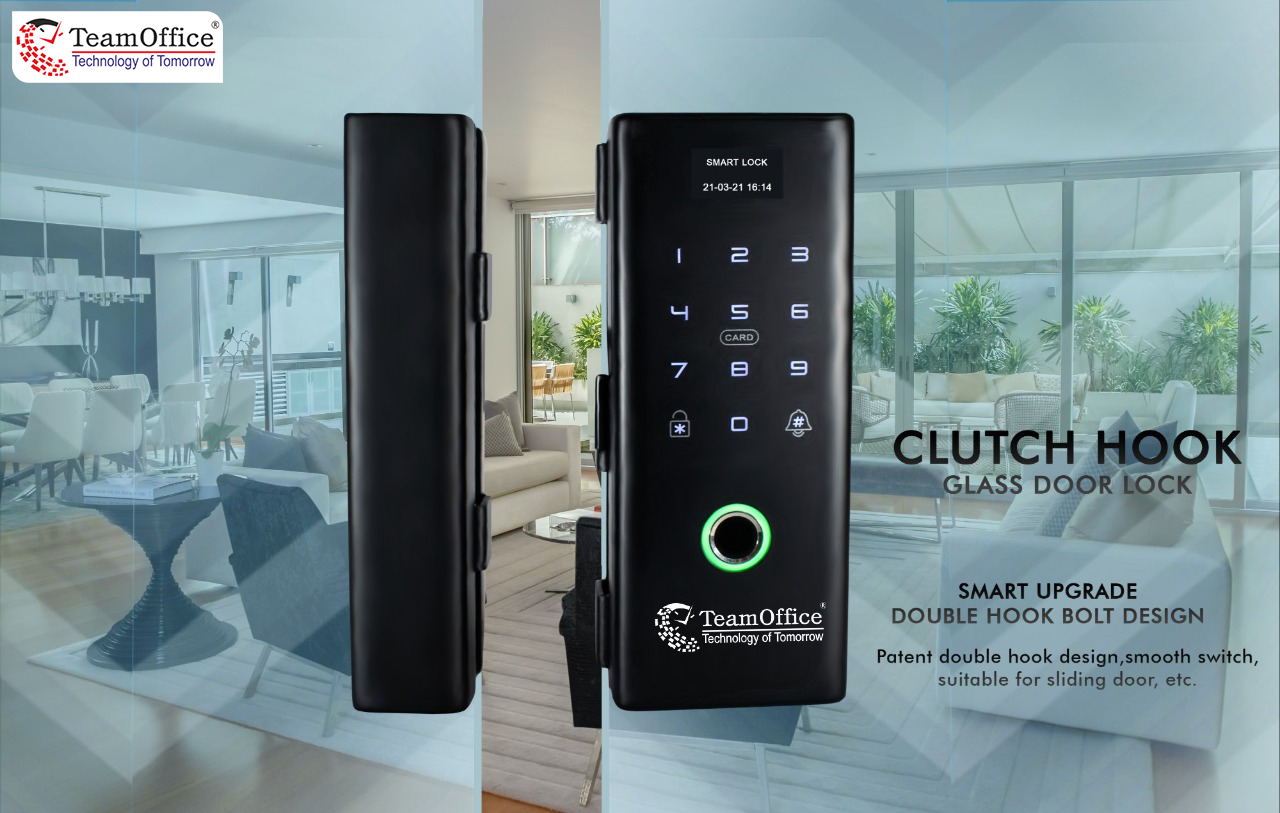 TeamOffice®
Technology of Tomorrow
SMART LOCK
21-03-21 16:14
1 2 3
4 5 6
CARD
7 8 9
* 0 #
TeamOffice®
Technology of Tomorrow
CLUTCH HOOK
GLASS DOOR LOCK
SMART UPGRADE
DOUBLE HOOK BOLT DESIGN
Patent double hook design,smooth switch,
suitable for sliding door, etc.